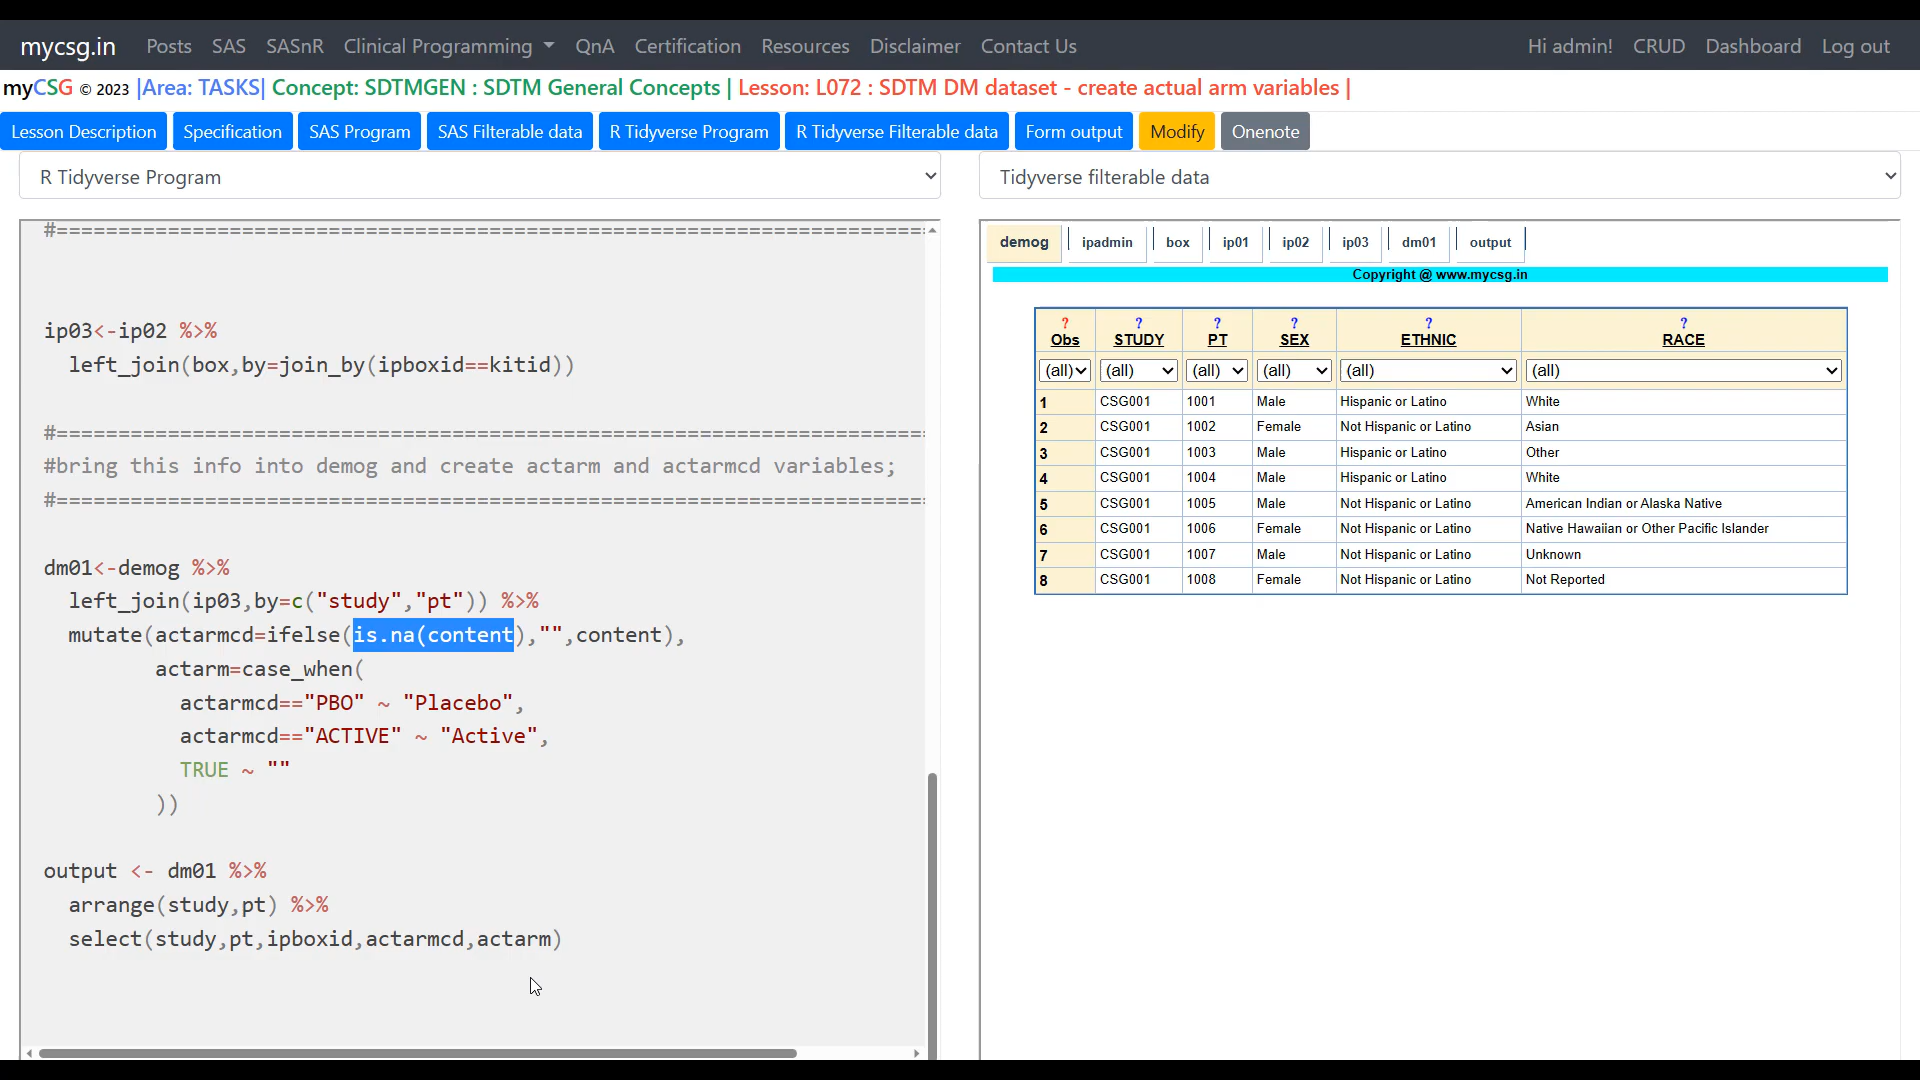 mycsg.in Posts SAS SASnR Clinical Programming QnA Certification Resources Disclaimer Contact Us Hi admin! CRUD Dashboard Log out
myCSG © 2023 |Area: TASKS| Concept: SDTMGEN : SDTM General Concepts | Lesson: L072 : SDTM DM dataset - create actual arm variables |
Lesson Description Specification SAS Program SAS Filterable data R Tidyverse Program R Tidyverse Filterable data Form output Modify Onenote
R Tidyverse Program
#=======================================================================
ip03<-ip02 %>%
left_join(box,by=join_by(ipboxid==kitid))
#=======================================================================
#bring this info into demog and create actarm and actarmcd variables;
#=======================================================================
dm01<-demog %>%
left_join(ip03,by=c("study","pt")) %>%
mutate(actarmcd=ifelse(is.na(content),"",content),
actarm=case_when(
actarmcd=="PBO" ~ "Placebo",
actarmcd=="ACTIVE" ~ "Active",
TRUE ~ ""
))
output <- dm01 %>%
arrange(study,pt) %>%
select(study,pt,ipboxid,actarmcd,actarm)
Tidyverse filterable data
demog ipadmin box ip01 ip02 ip03 dm01 output
Copyright @ www.mycsg.in
? ? ? ? ? ?
Obs STUDY PT SEX ETHNIC RACE
(all) (all) (all) (all) (all) (all)
1 CSG001 1001 Male Hispanic or Latino White
2 CSG001 1002 Female Not Hispanic or Latino Asian
3 CSG001 1003 Male Hispanic or Latino Other
4 CSG001 1004 Male Hispanic or Latino White
5 CSG001 1005 Male Not Hispanic or Latino American Indian or Alaska Native
6 CSG001 1006 Female Not Hispanic or Latino Native Hawaiian or Other Pacific Islander
7 CSG001 1007 Male Not Hispanic or Latino Unknown
8 CSG001 1008 Female Not Hispanic or Latino Not Reported